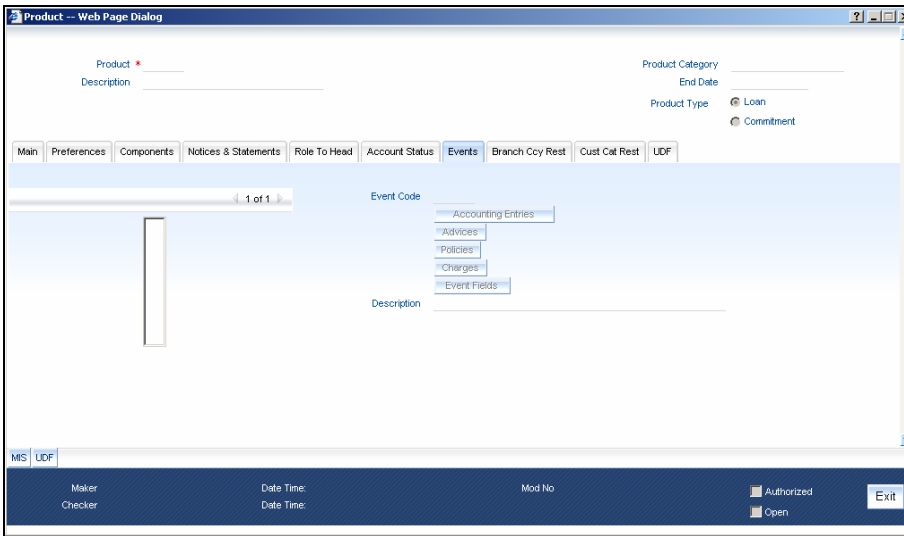 Product -- Web Page Dialog
Product * Product Category
Description End Date
Product Type Loan
Commitment
Main Preferences Components Notices & Statements Role To Head Account Status Events Branch Ccy Rest Cust Cat Rest UDF
1 of 1 Event Code
Accounting Entries
Advices
Policies
Charges
Event Fields
Description
MIS UDF
Maker Date Time: Mod No Authorized
Checker Date Time: Open
Exit